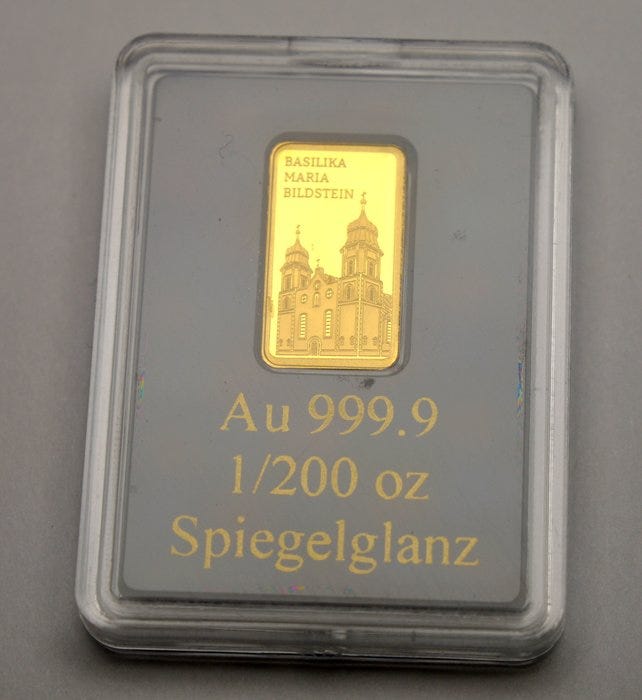 BASILIKA
MARIA
BILDSTEIN
Au 999.9
1/200 oz
Spiegelglanz